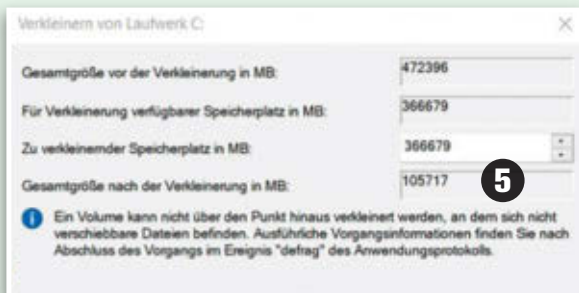 Verkleinern von Laufwerk C:
Gesamtgröße vor der Verkleinerung in MB: 472396
Für Verkleinerung verfügbarer Speicherplatz in MB: 366679
Zu verkleinernder Speicherplatz in MB: 366679
Gesamtgröße nach der Verkleinerung in MB: 105717 5
Ein Volume kann nicht über den Punkt hinaus verkleinert werden, an dem sich nicht
verschiebbare Dateien befinden. Ausführliche Vorgangsinformationen finden Sie nach
Abschluss des Vorgangs im Ereignis "defrag" des Anwendungsprotokolls.